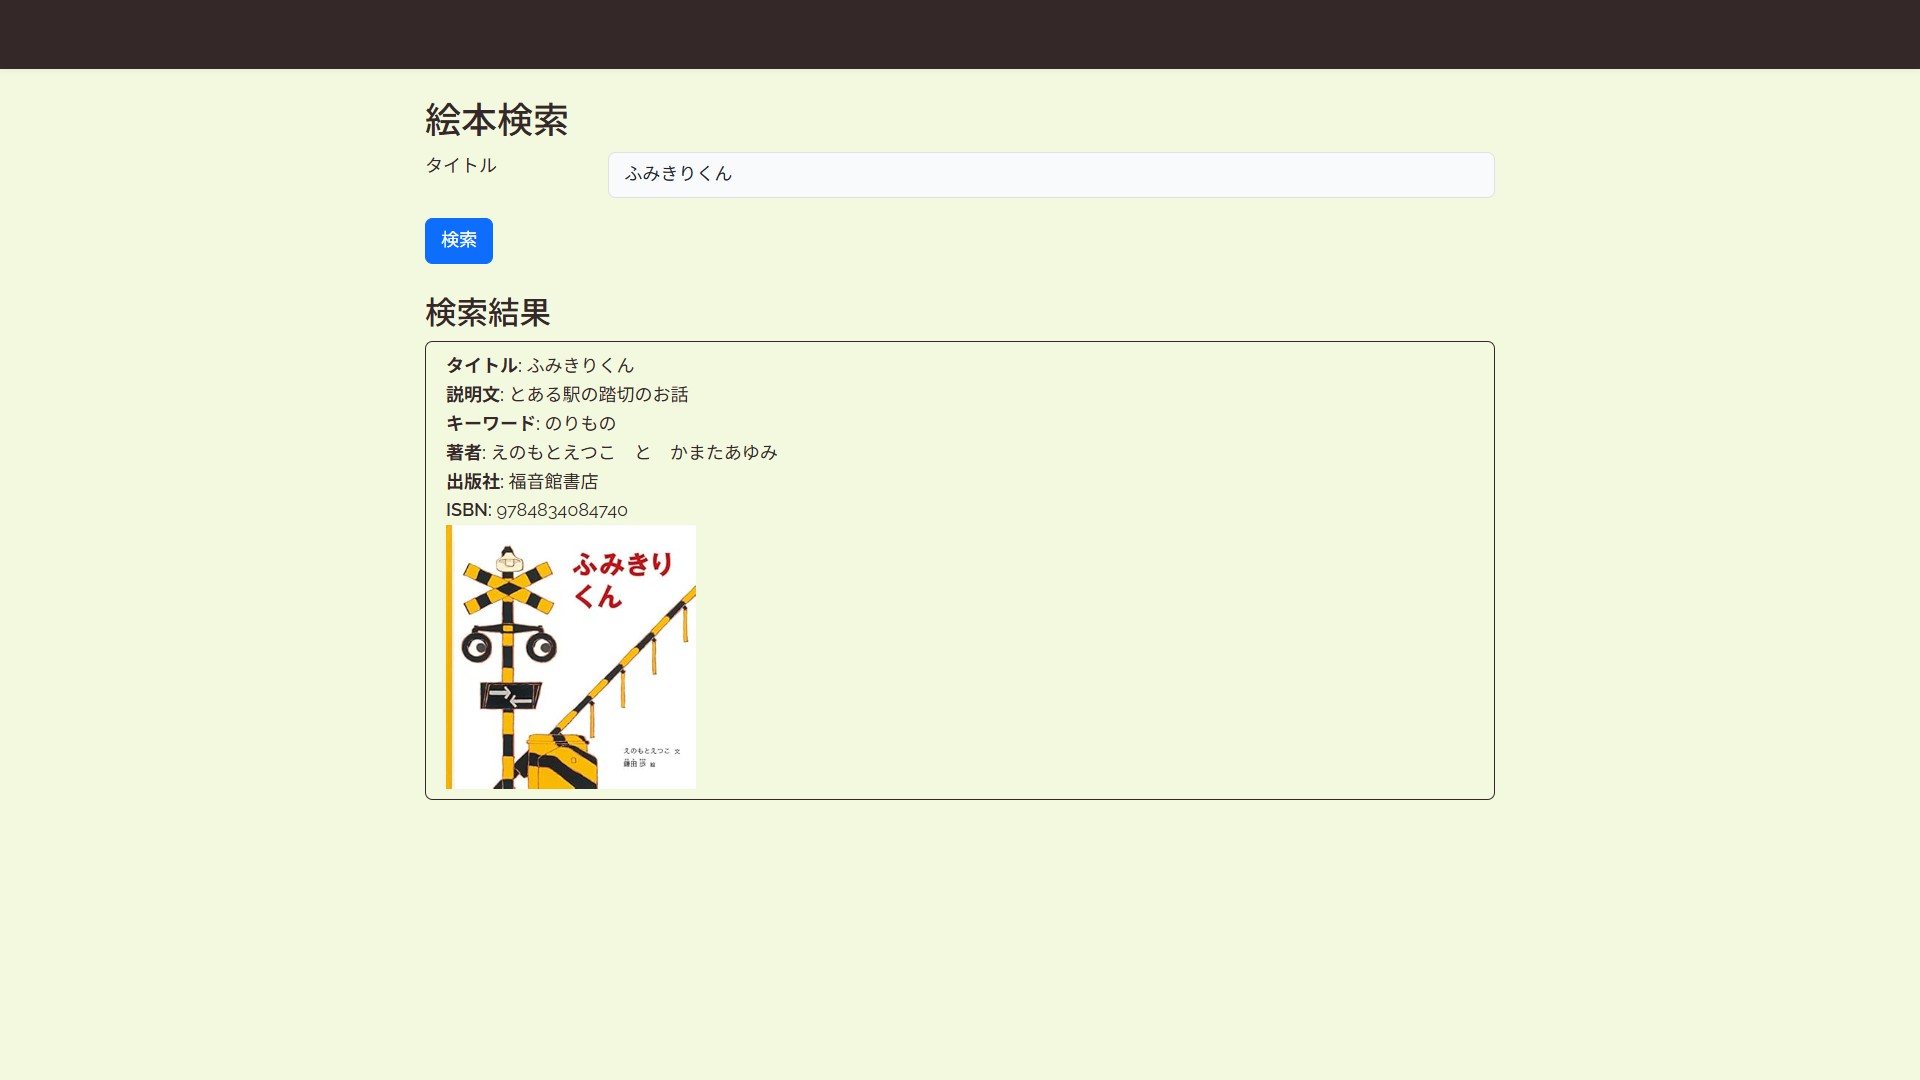 絵本検索
タイトル
ふみきりくん
検索
検索結果
タイトル: ふみきりくん
説明文: とある駅の踏切のお話
キーワード: のりもの
著者: えのもとえつこ　と　かまたあゆみ
出版社: 福音館書店
ISBN: 9784834084740
ふみきり
くん
えのもとえつこ 文
鎌田 歩 絵